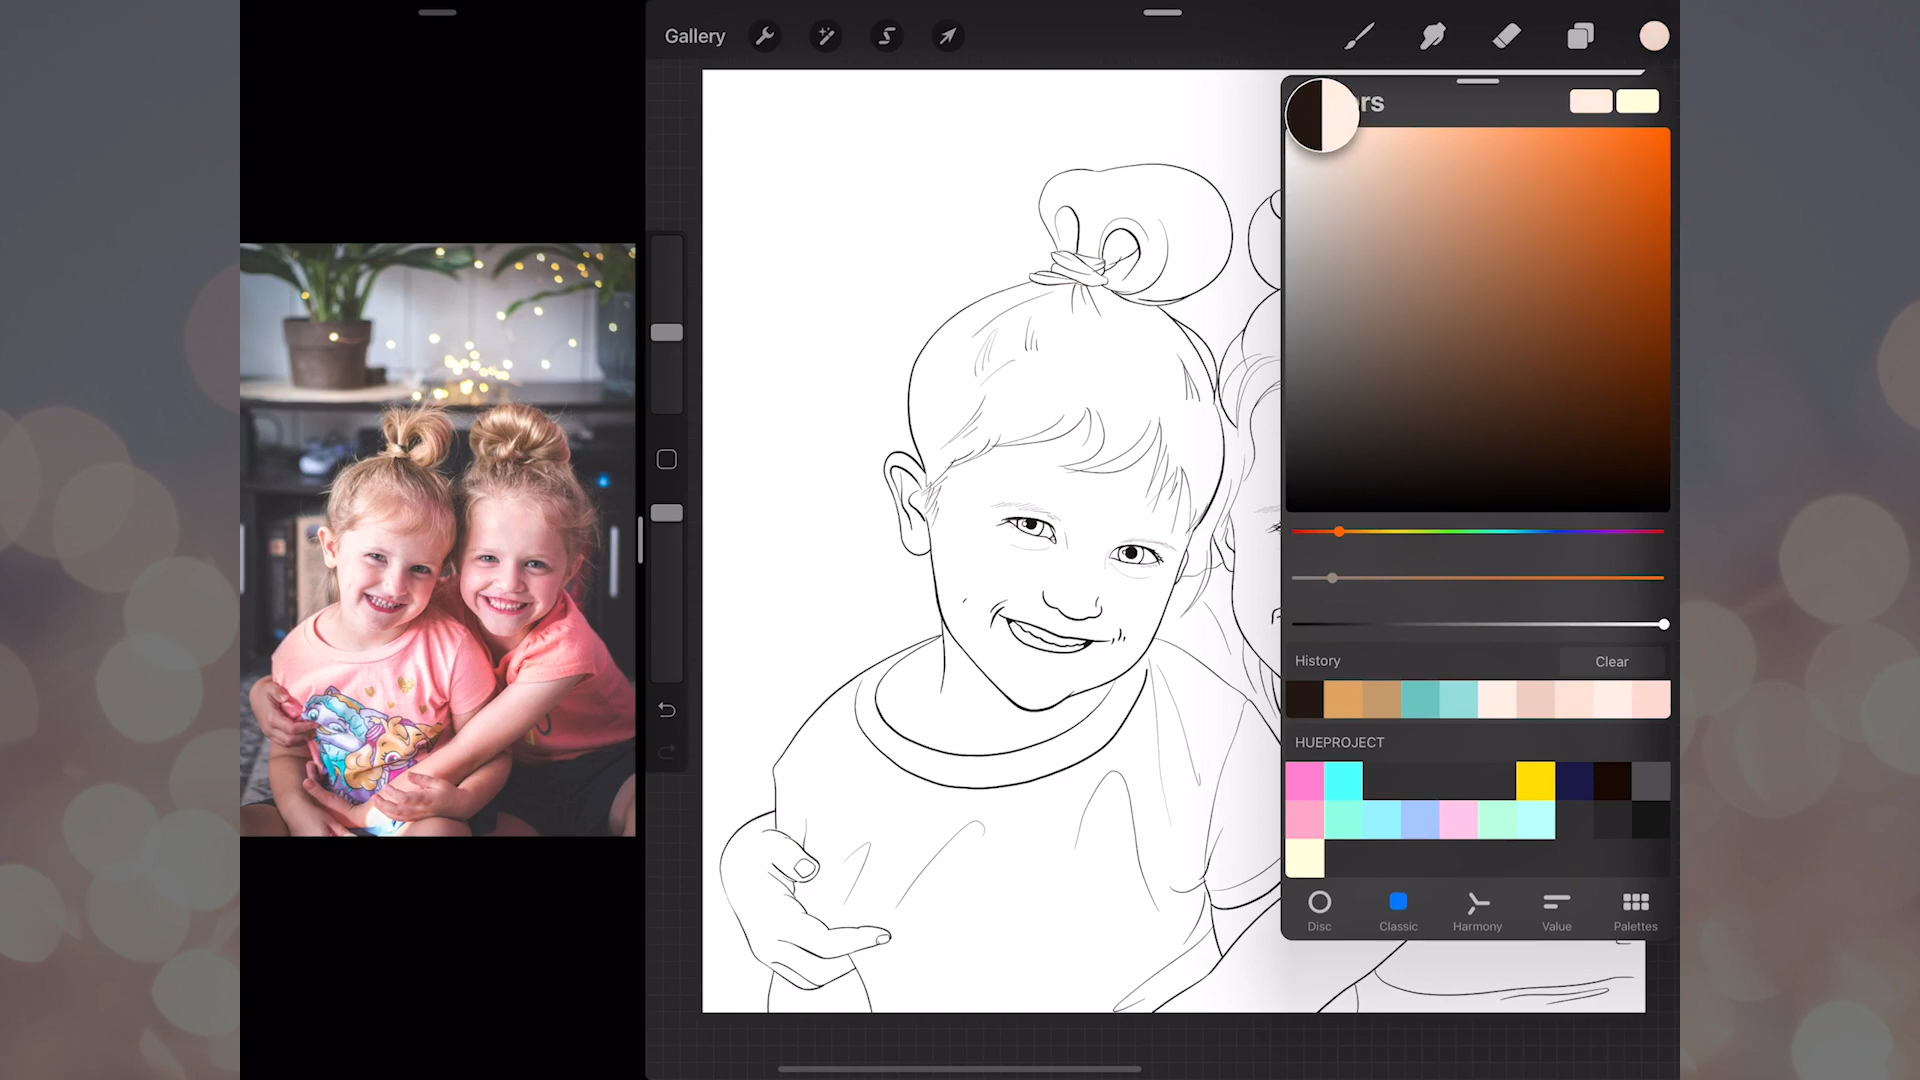 Gallery
rs
History
Clear
HUEPROJECT
Disc
Classic
Harmony
Value
Palettes